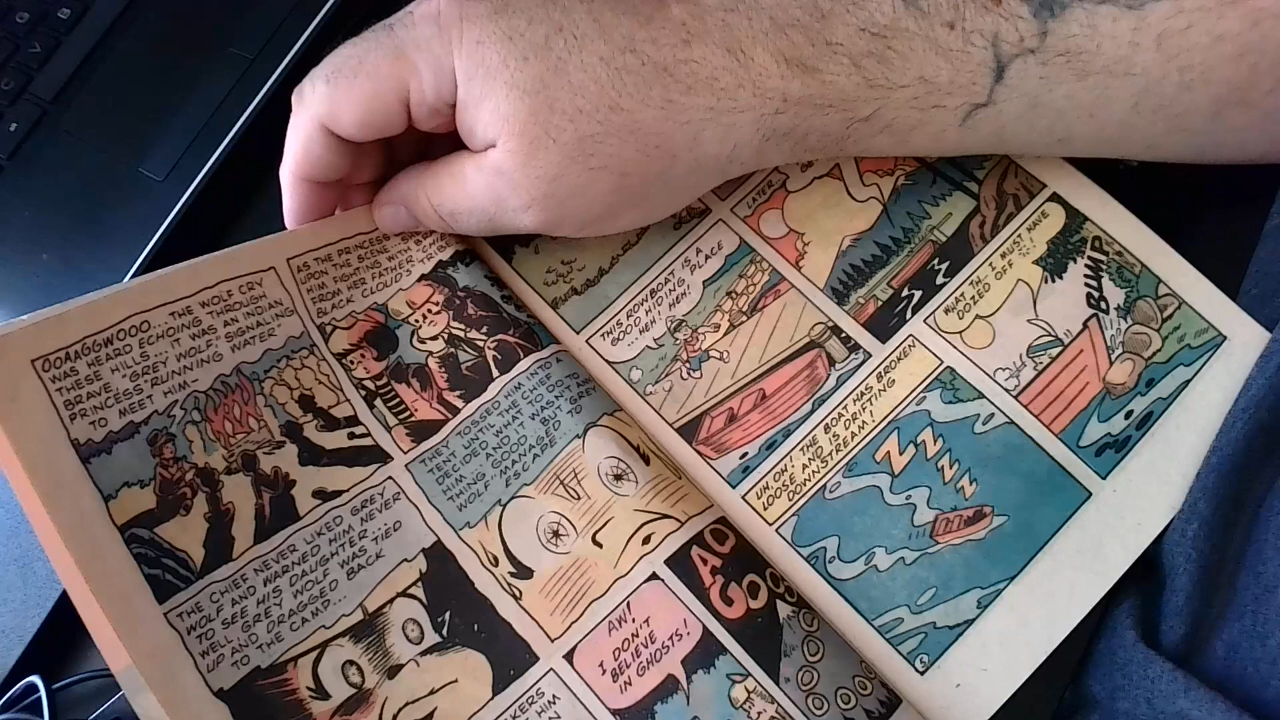 OOAAGGWOOO... THE WOLF CRY
WAS HEARD ECHOING THROUGH
THESE HILLS... IT WAS AN INDIAN
BRAVE, "GREY WOLF" SIGNALING
PRINCESS "RUNNING WATER"
TO MEET HIM-
AS THE PRINCESS
UPON THE SCENE...
HIM FIGHTING WITH
FROM HER FATHER, "CHIEF
BLACK CLOUD'S" TRIBE
THE CHIEF NEVER LIKED GREY
WOLF AND WARNED HIM NEVER
TO SEE HIS DAUGHTER...
WELL, GREY WOLF WAS TIED
UP AND DRAGGED BACK
TO THE CAMP...
THEY TOSSED HIM INTO A
TENT UNTIL THE CHIEF
DECIDED WHAT TO DO WITH
HIM... AND IT WASN'T ANY
THING GOOD! BUT "GREY
WOLF" MANAGED TO
ESCAPE!
AW!
I DON'T
BELIEVE
IN GHOSTS!
HIM
LATER
THIS ROWBOAT IS A
GOOD HIDING PLACE
...HEH! HEH!
WHAT TH-I MUST HAVE
DOZED OFF
BUMP
UH, OH! THE BOAT HAS BROKEN
LOOSE AND IS DRIFTING
DOWNSTREAM!
ZZZZZ
5